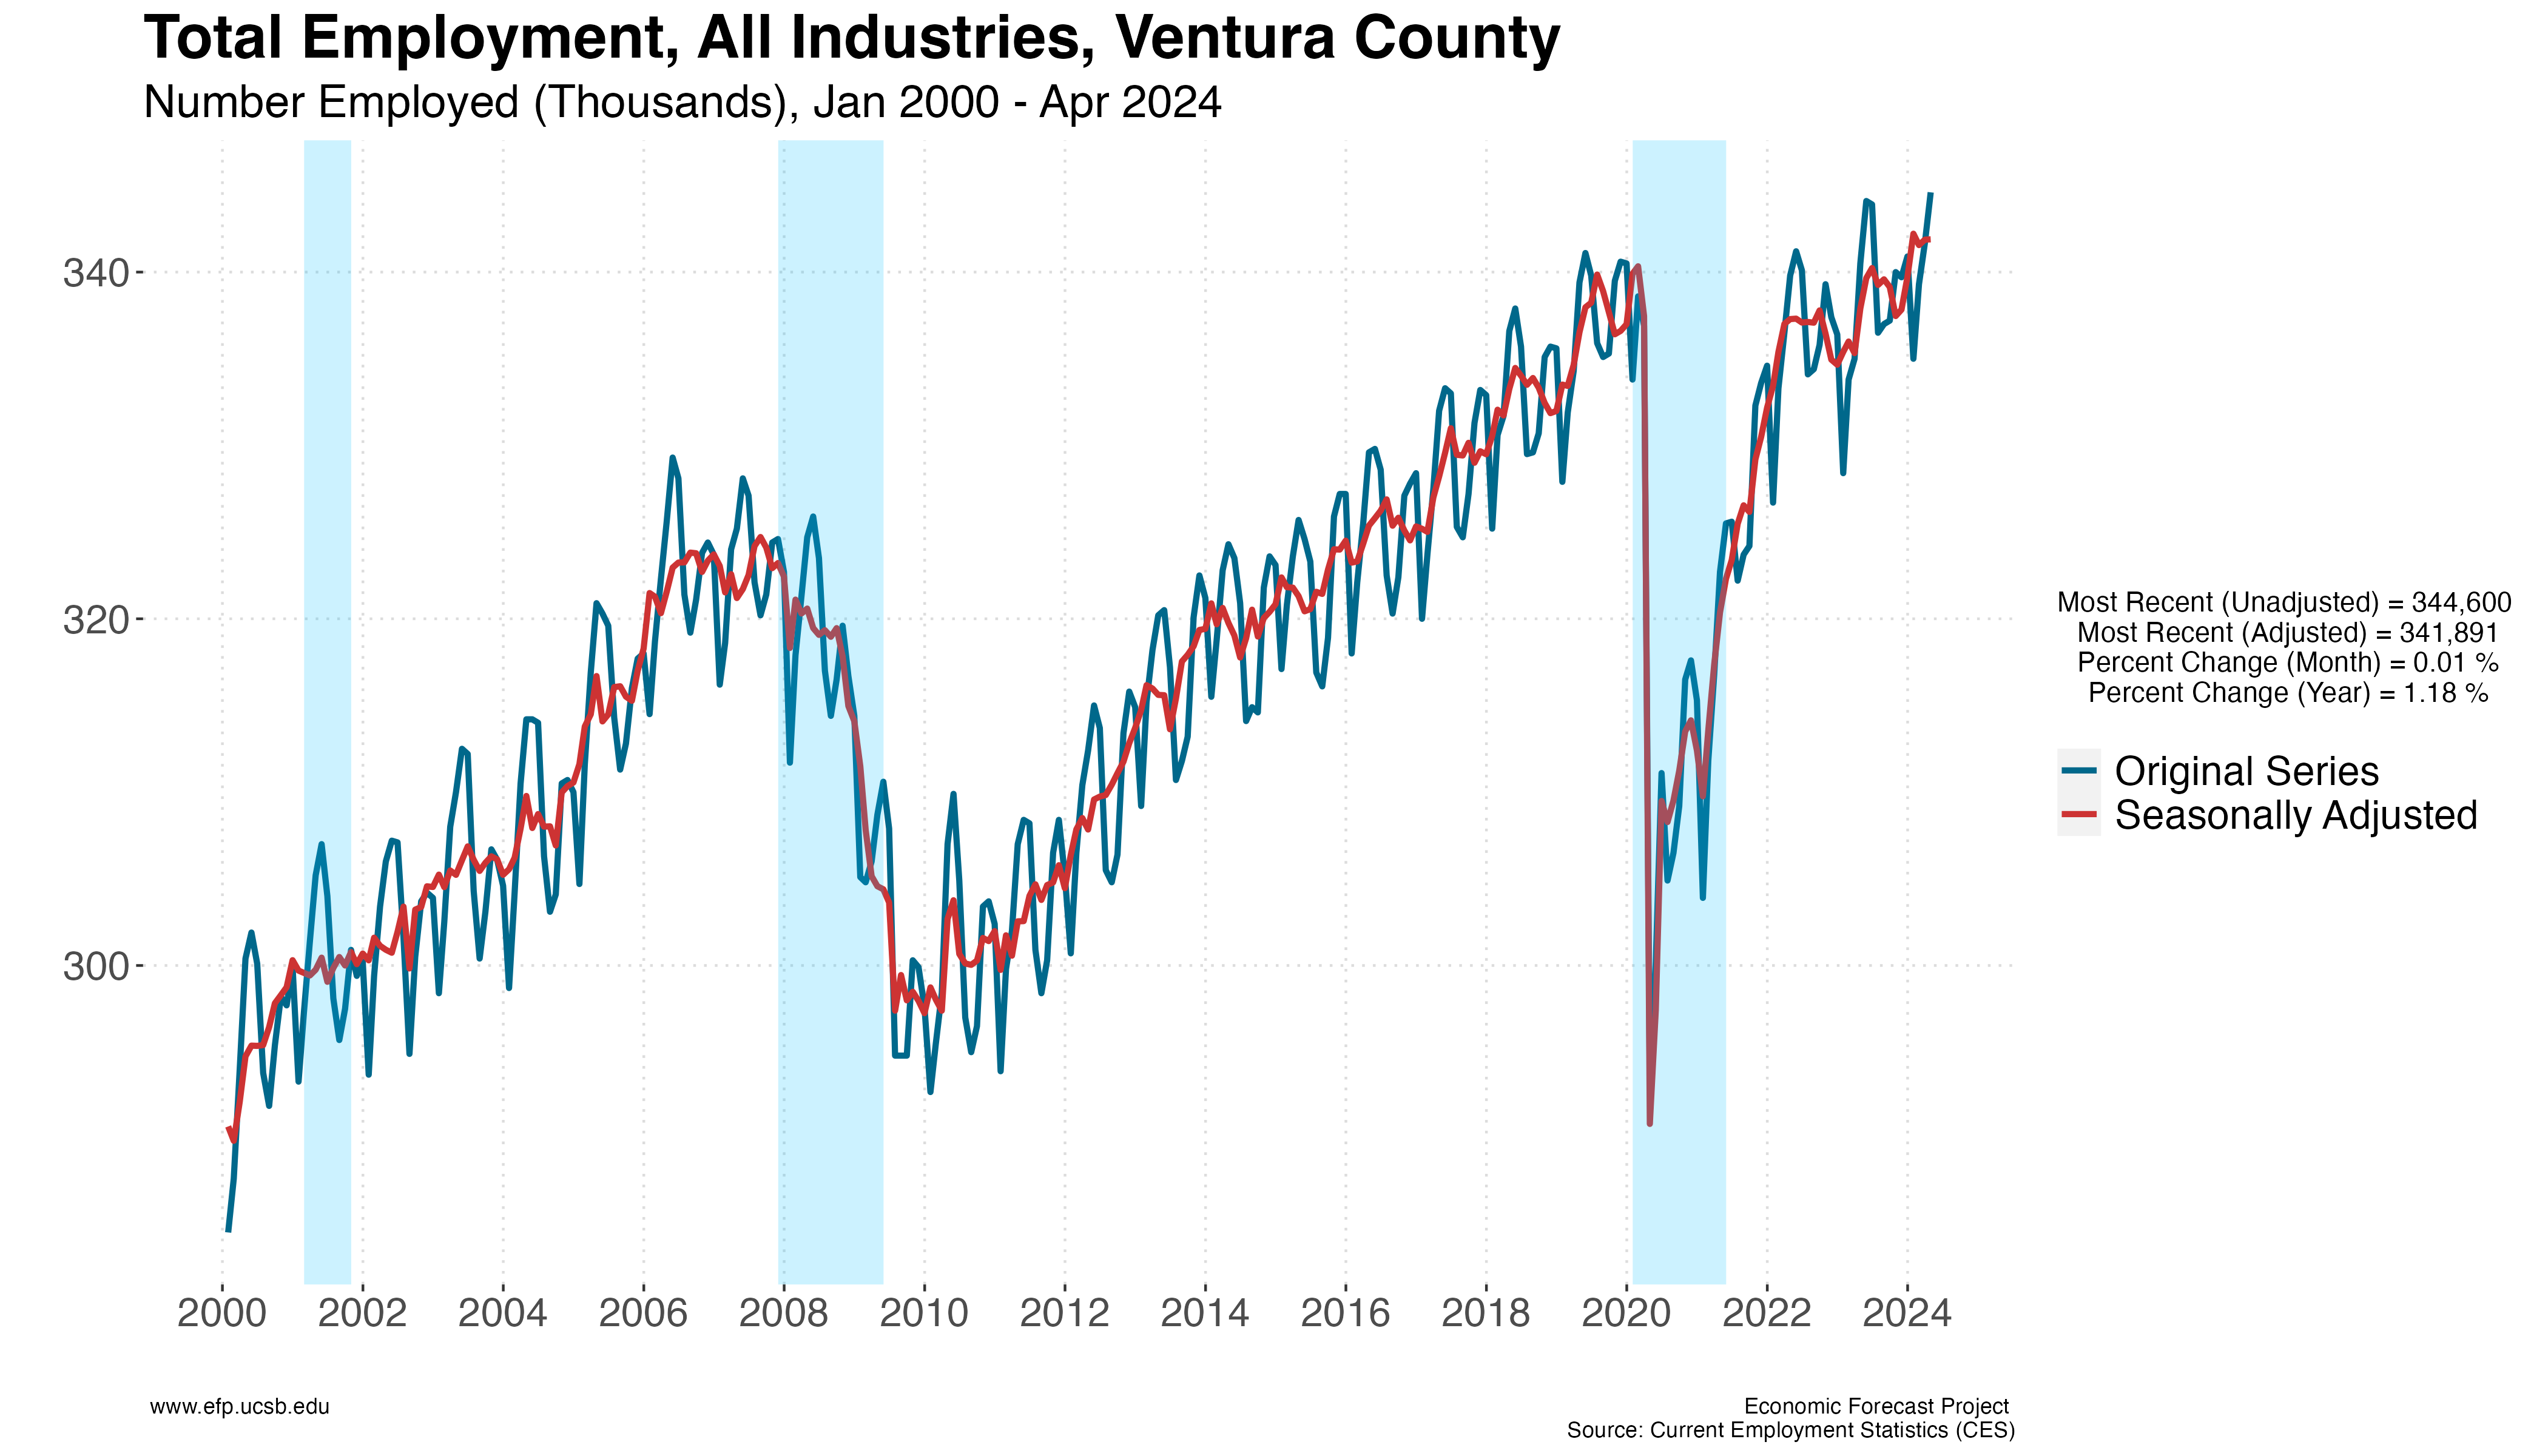 Total Employment, All Industries, Ventura County
Number Employed (Thousands), Jan 2000 - Apr 2024
340
320
300
Most Recent (Unadjusted) = 344,600
Most Recent (Adjusted) = 341,891
Percent Change (Month) = 0.01 %
Percent Change (Year) = 1.18 %
Original Series
Seasonally Adjusted
2000 2002 2004 2006 2008 2010 2012 2014 2016 2018 2020 2022 2024
www.efp.ucsb.edu
Economic Forecast Project
Source: Current Employment Statistics (CES)